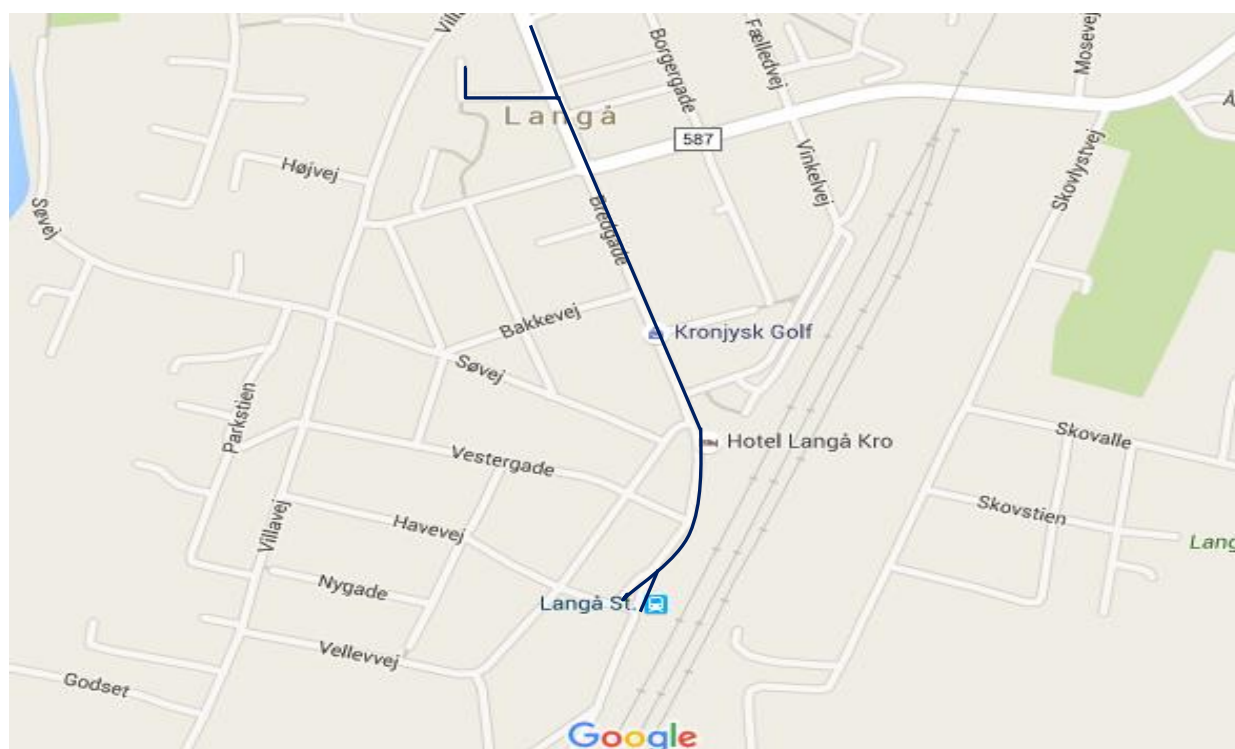 Borgergade
Fælledvej
Mosevej
Langå
587
Højvej
Vinkelvej
Skovlystvej
Søvej
Bredgade
Bakkevej
Kronjysk Golf
Søvej
Parkstien
Hotel Langå Kro
Skovalle
Vestergade
Villavej
Havevej
Skovstien
Nygade
Langå St.
Vellevvej
Godset
Google